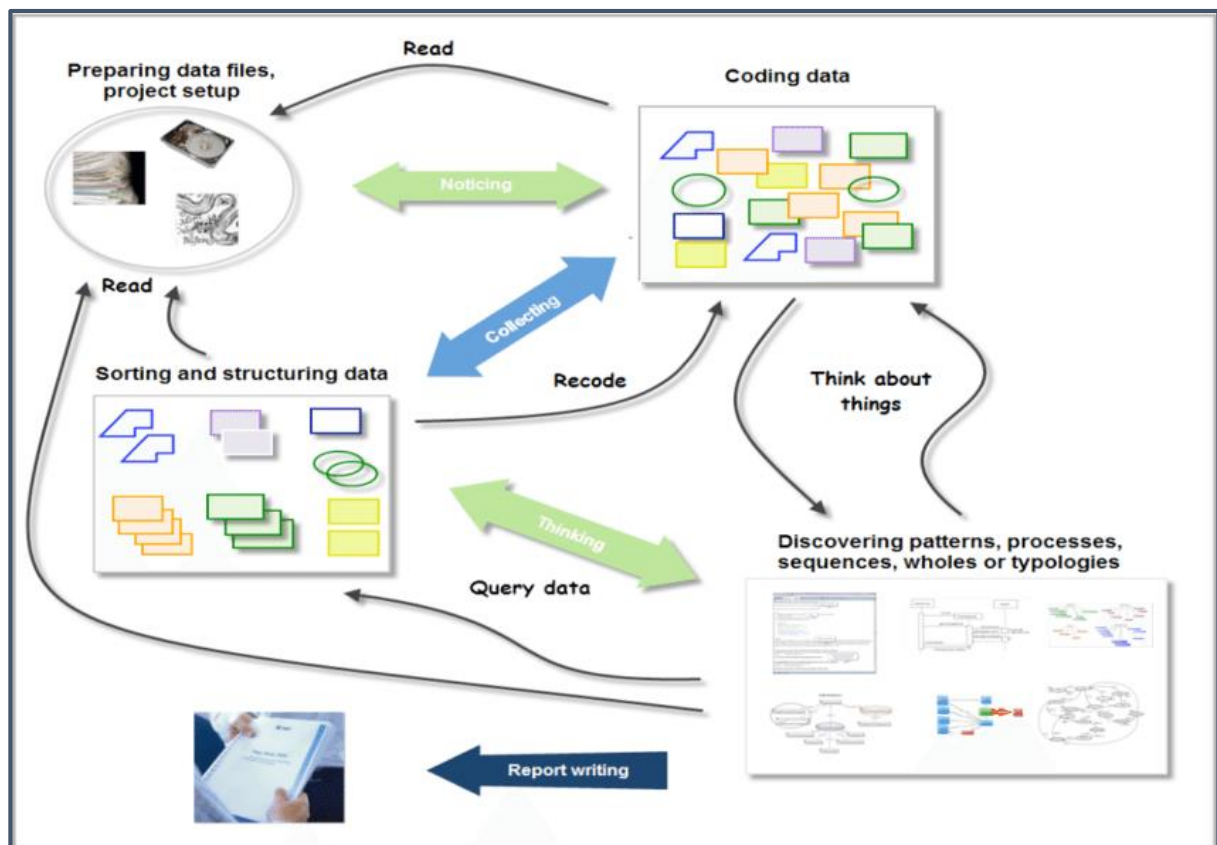 Read
Preparing data files,
project setup
Coding data
Noticing
Read
Collecting
Sorting and structuring data
Recode
Think about
things
Thinking
Discovering patterns, processes,
sequences, wholes or typologies
Query data
Report writing